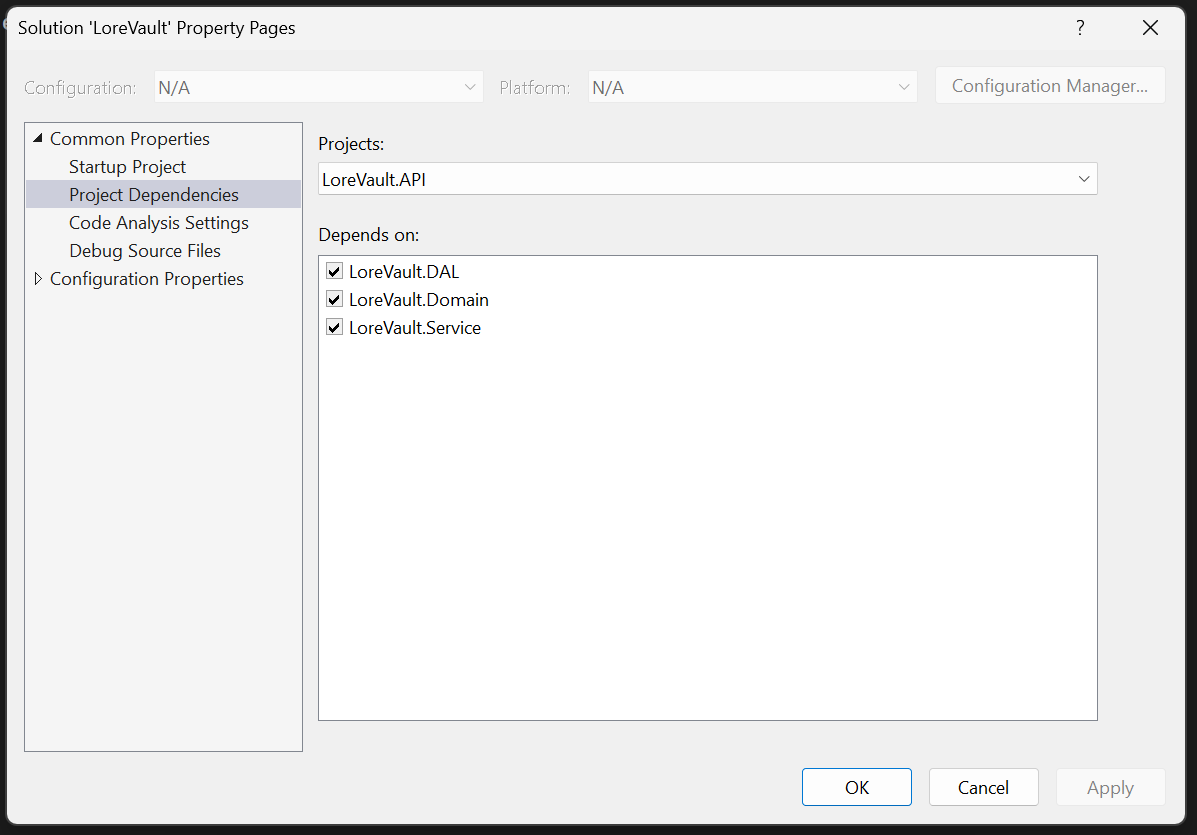 Solution 'LoreVault' Property Pages
?
Configuration: N/A Platform: N/A Configuration Manager...
Common Properties
Startup Project
Project Dependencies
Code Analysis Settings
Debug Source Files
Configuration Properties
Projects:
LoreVault.API
Depends on:
LoreVault.DAL
LoreVault.Domain
LoreVault.Service
OK Cancel Apply